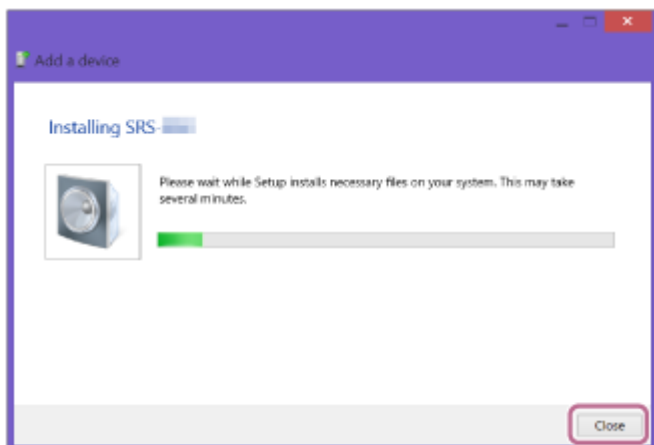 Add a device
Installing SRS-
Please wait while Setup installs necessary files on your system. This may take
several minutes.
Close